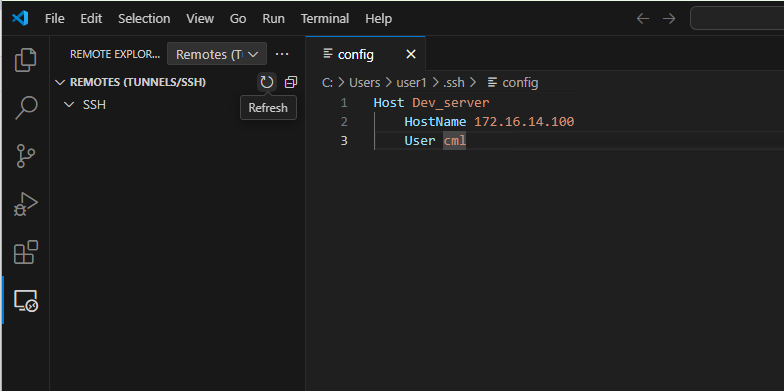 File Edit Selection View Go Run Terminal Help
REMOTE EXPLOR... Remotes (Tu ...
config
REMOTES (TUNNELS/SSH)
C: > Users > user1 > .ssh > config
SSH
Refresh
1 Host Dev_server
2 HostName 172.16.14.100
3 User cml